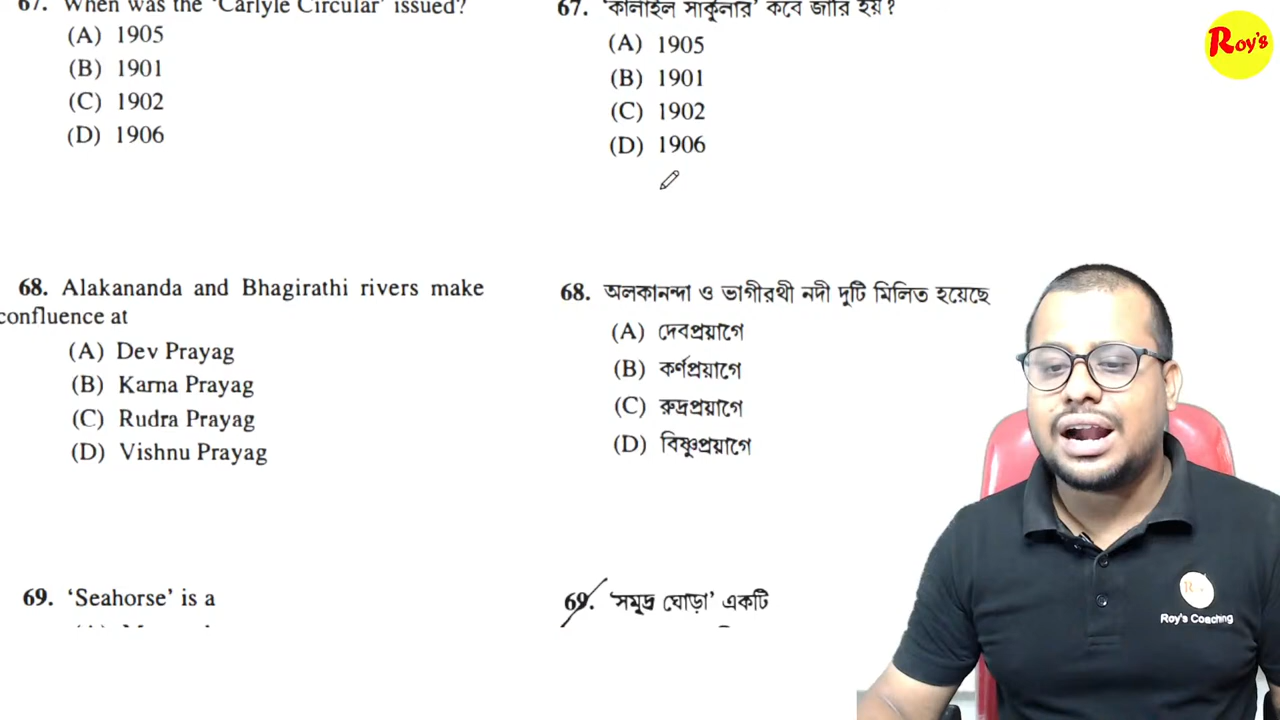 67. When was the 'Carlyle Circular' issued?
(A) 1905
(B) 1901
(C) 1902
(D) 1906
68. Alakananda and Bhagirathi rivers make
confluence at
(A) Dev Prayag
(B) Karna Prayag
(C) Rudra Prayag
(D) Vishnu Prayag
69. 'Seahorse' is a
67. 'কার্লাইল সার্কুলার' কবে জারি হয়?
(A) 1905
(B) 1901
(C) 1902
(D) 1906
68. অলকানন্দা ও ভাগীরথী নদী দুটি মিলিত হয়েছে
(A) দেবপ্রয়াগে
(B) কর্ণপ্রয়াগে
(C) রুদ্রপ্রয়াগে
(D) বিষ্ণুপ্রয়াগে
69. 'সমুদ্র ঘোড়া' একটি
Roy's
Roy's Coaching